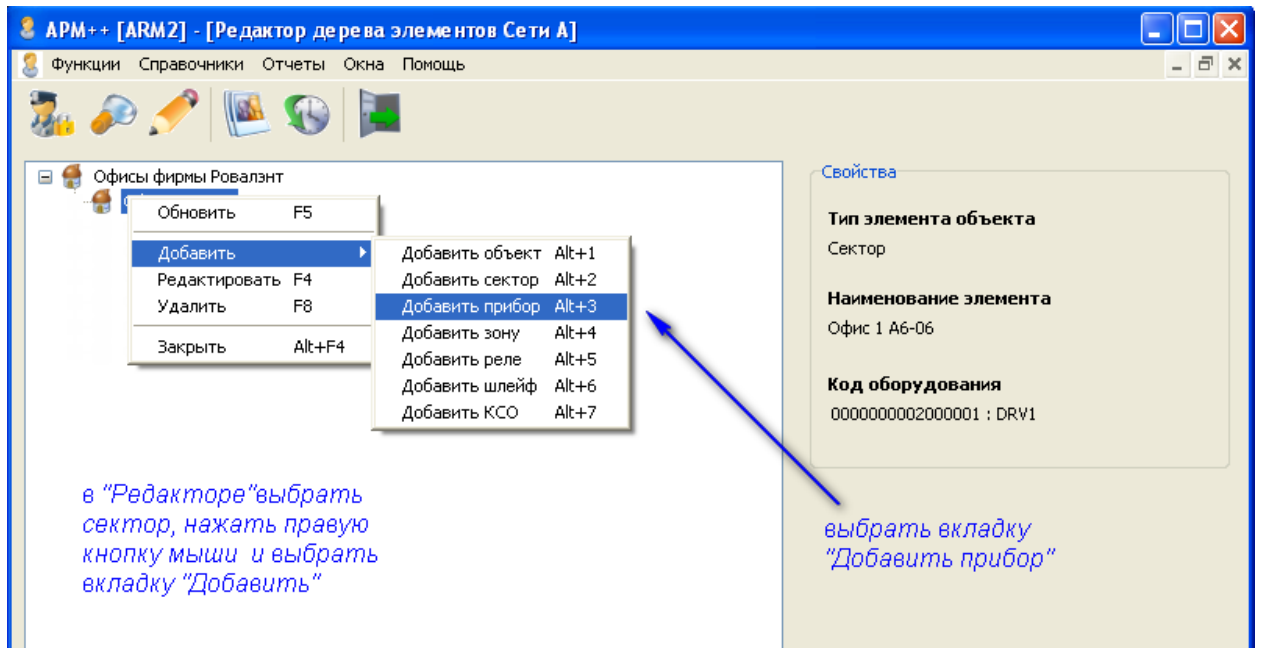 АРМ++ [ARM2] - [Редактор дерева элементов Сети А]
Функции Справочники Отчеты Окна Помощь
Офисы фирмы Ровалэнт
Обновить F5
Добавить
Редактировать F4
Удалить F8
Закрыть Alt+F4
Добавить объект Alt+1
Добавить сектор Alt+2
Добавить прибор Alt+3
Добавить зону Alt+4
Добавить реле Alt+5
Добавить шлейф Alt+6
Добавить КСО Alt+7
Свойства
Тип элемента объекта
Сектор
Наименование элемента
Офис 1 А6-06
Код оборудования
0000000002000001 : DRV1
в "Редакторе"выбрать
сектор, нажать правую
кнопку мыши и выбрать
вкладку "Добавить"
выбрать вкладку
"Добавить прибор"